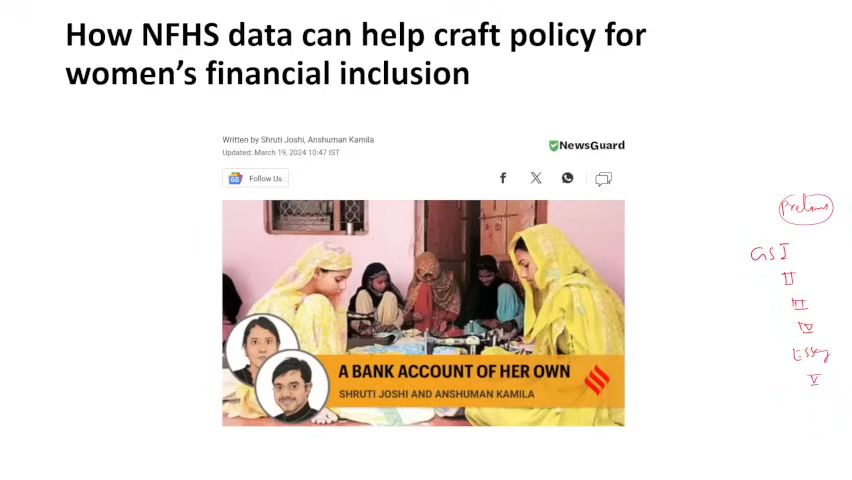 How NFHS data can help craft policy for
women's financial inclusion
Written by Shruti Joshi, Anshuman Kamila
Updated: March 19, 2024 10:47 IST
NewsGuard
Follow Us
Prelims
GS I
II
III
IV
Essay
V
A BANK ACCOUNT OF HER OWN
SHRUTI JOSHI AND ANSHUMAN KAMILA